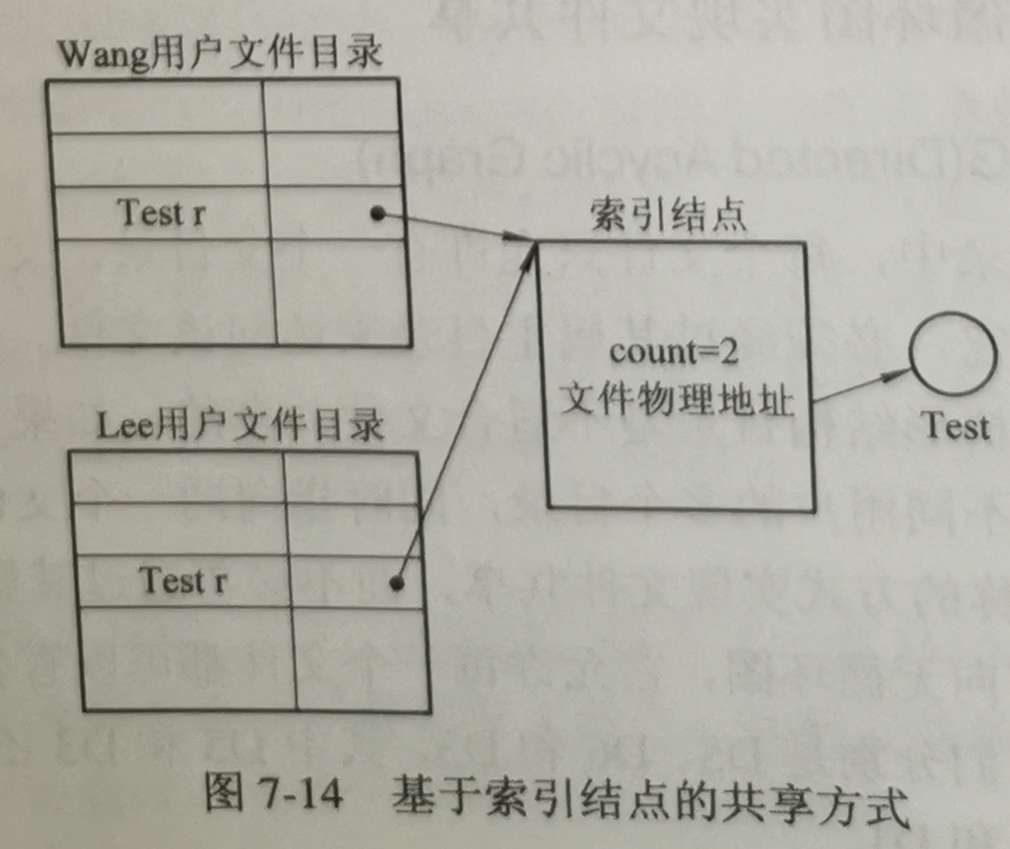 Wang用户文件目录
Test r
索引结点
count=2
文件物理地址
Test
Lee用户文件目录
Test r
图 7-14 基于索引结点的共享方式